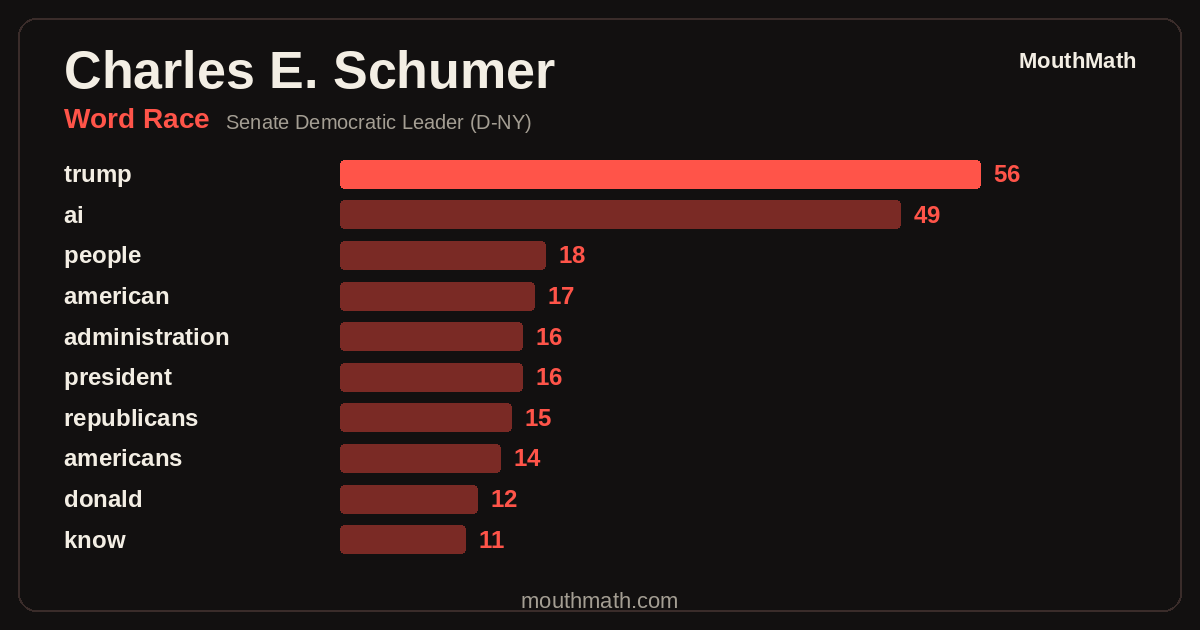 Charles E. Schumer
MouthMath
Word Race Senate Democratic Leader (D-NY)
trump 56
ai 49
people 18
american 17
administration 16
president 16
republicans 15
americans 14
donald 12
know 11
mouthmath.com